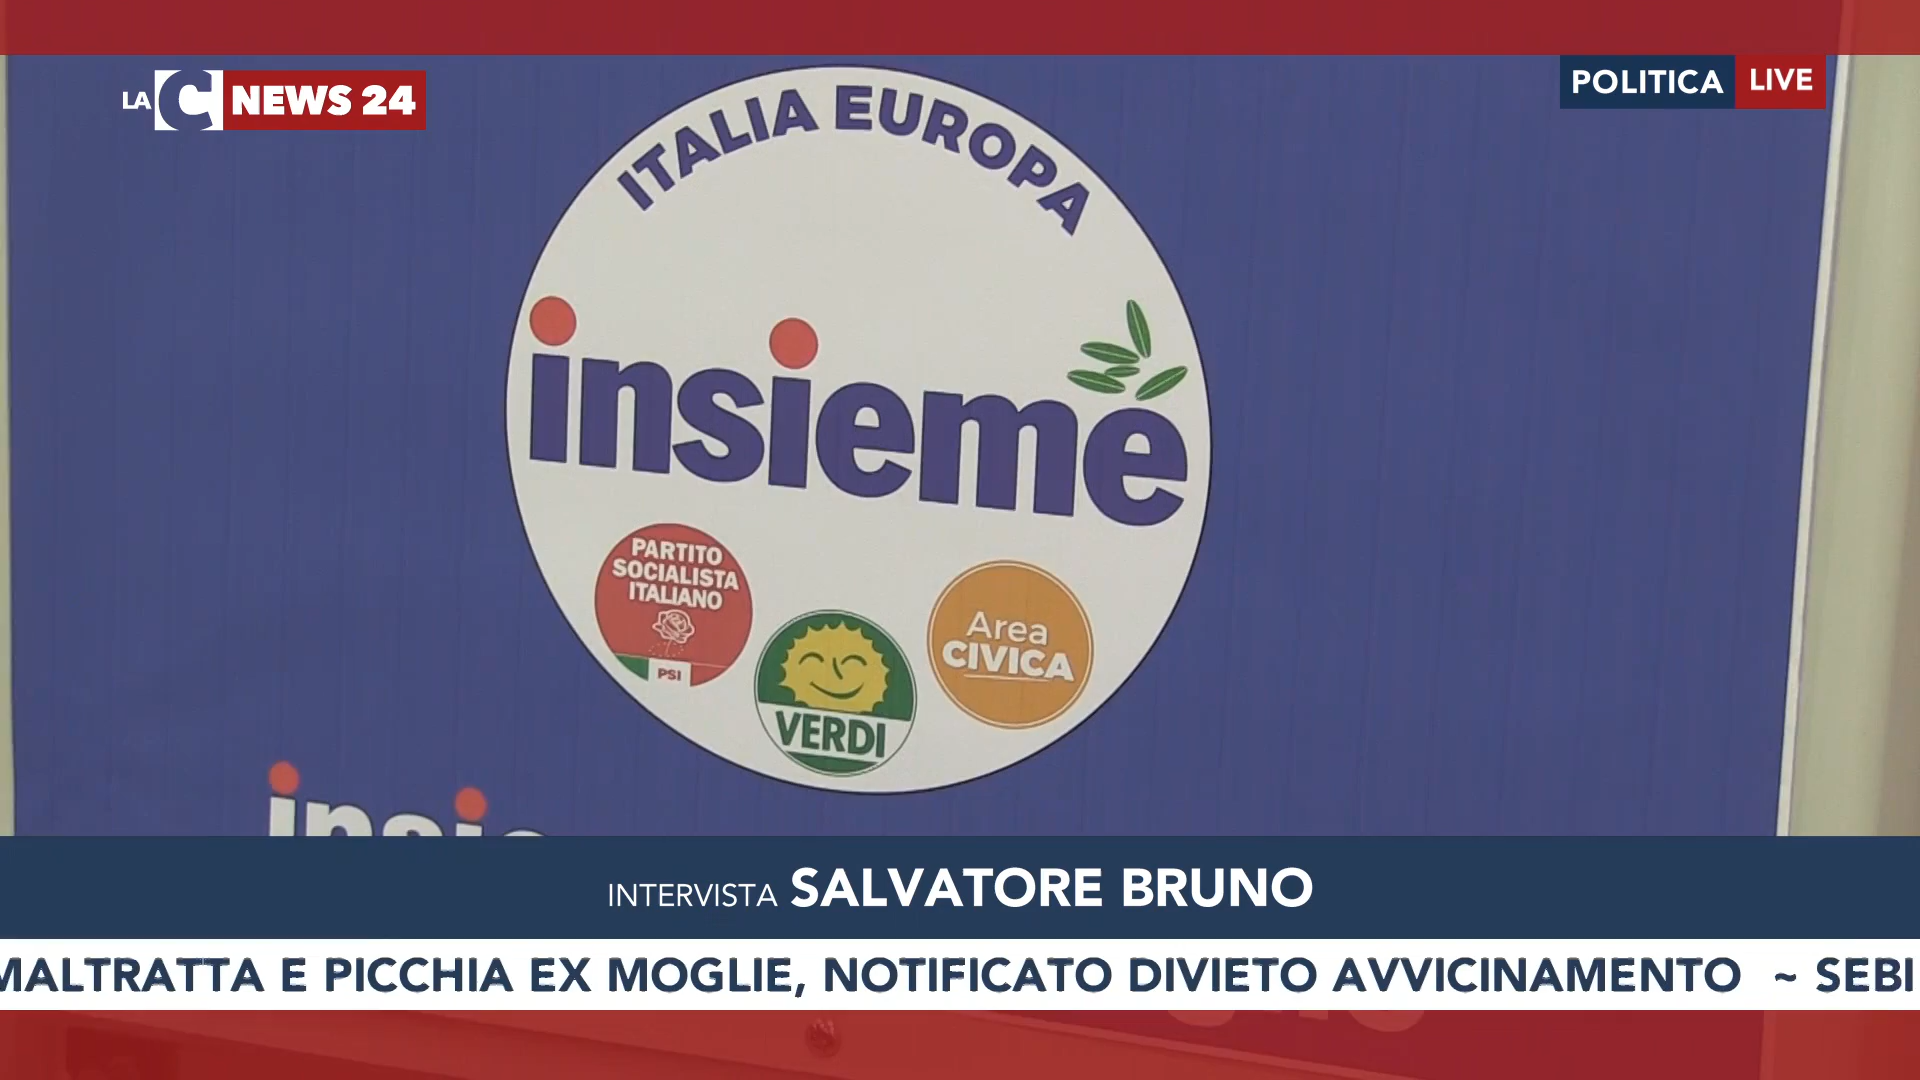 LA C NEWS 24
POLITICA LIVE
ITALIA EUROPA
insieme
PARTITO
SOCIALISTA
ITALIANO
PSI
VERDI
Area
CIVICA
INTERVISTA SALVATORE BRUNO
MALTRATTA E PICCHIA EX MOGLIE, NOTIFICATO DIVIETO AVVICINAMENTO ~ SEBI